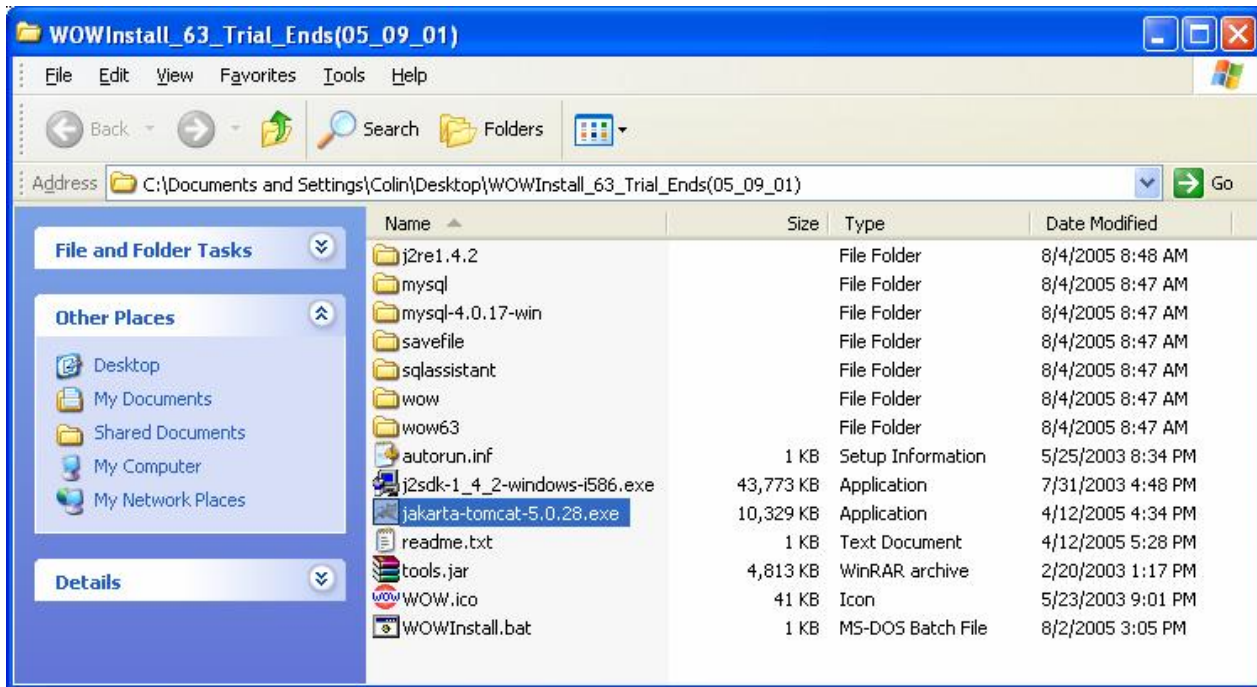 WOWInstall_63_Trial_Ends(05_09_01)
File Edit View Favorites Tools Help
Back Search Folders
Address C:\Documents and Settings\Colin\Desktop\WOWInstall_63_Trial_Ends(05_09_01) Go
File and Folder Tasks
Other Places
Desktop
My Documents
Shared Documents
My Computer
My Network Places
Details
Name Size Type Date Modified
j2re1.4.2 File Folder 8/4/2005 8:48 AM
mysql File Folder 8/4/2005 8:47 AM
mysql-4.0.17-win File Folder 8/4/2005 8:47 AM
savefile File Folder 8/4/2005 8:47 AM
sqlassistant File Folder 8/4/2005 8:47 AM
wow File Folder 8/4/2005 8:47 AM
wow63 File Folder 8/4/2005 8:47 AM
autorun.inf 1 KB Setup Information 5/25/2003 8:34 PM
j2sdk-1_4_2-windows-i586.exe 43,773 KB Application 7/31/2003 4:48 PM
jakarta-tomcat-5.0.28.exe 10,329 KB Application 4/12/2005 4:34 PM
readme.txt 1 KB Text Document 4/12/2005 5:28 PM
tools.jar 4,813 KB WinRAR archive 2/20/2003 1:17 PM
WOW WOW.ico 41 KB Icon 5/23/2003 9:01 PM
WOWInstall.bat 1 KB MS-DOS Batch File 8/2/2005 3:05 PM